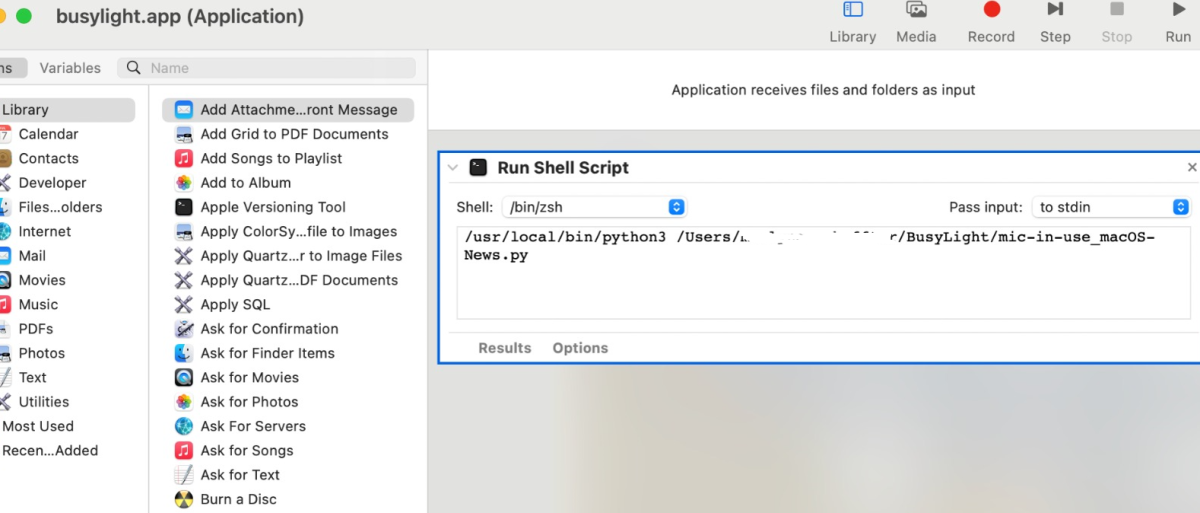 busylight.app (Application)
Library
Media
Record
Step
Stop
Run
Variables
Name
Application receives files and folders as input
Library
Calendar
Contacts
Developer
Files...olders
Internet
Mail
Movies
Music
PDFs
Photos
Text
Utilities
Most Used
Recen...Added
Add Attachme...ront Message
Add Grid to PDF Documents
Add Songs to Playlist
Add to Album
Apple Versioning Tool
Apply ColorSy...file to Images
Apply Quartz...r to Image Files
Apply Quartz...DF Documents
Apply SQL
Ask for Confirmation
Ask for Finder Items
Ask for Movies
Ask for Photos
Ask For Servers
Ask for Songs
Ask for Text
Burn a Disc
Run Shell Script
Shell: /bin/zsh
Pass input: to stdin
/usr/local/bin/python3 /Users/ /BusyLight/mic-in-use_macOS-
News.py
Results Options